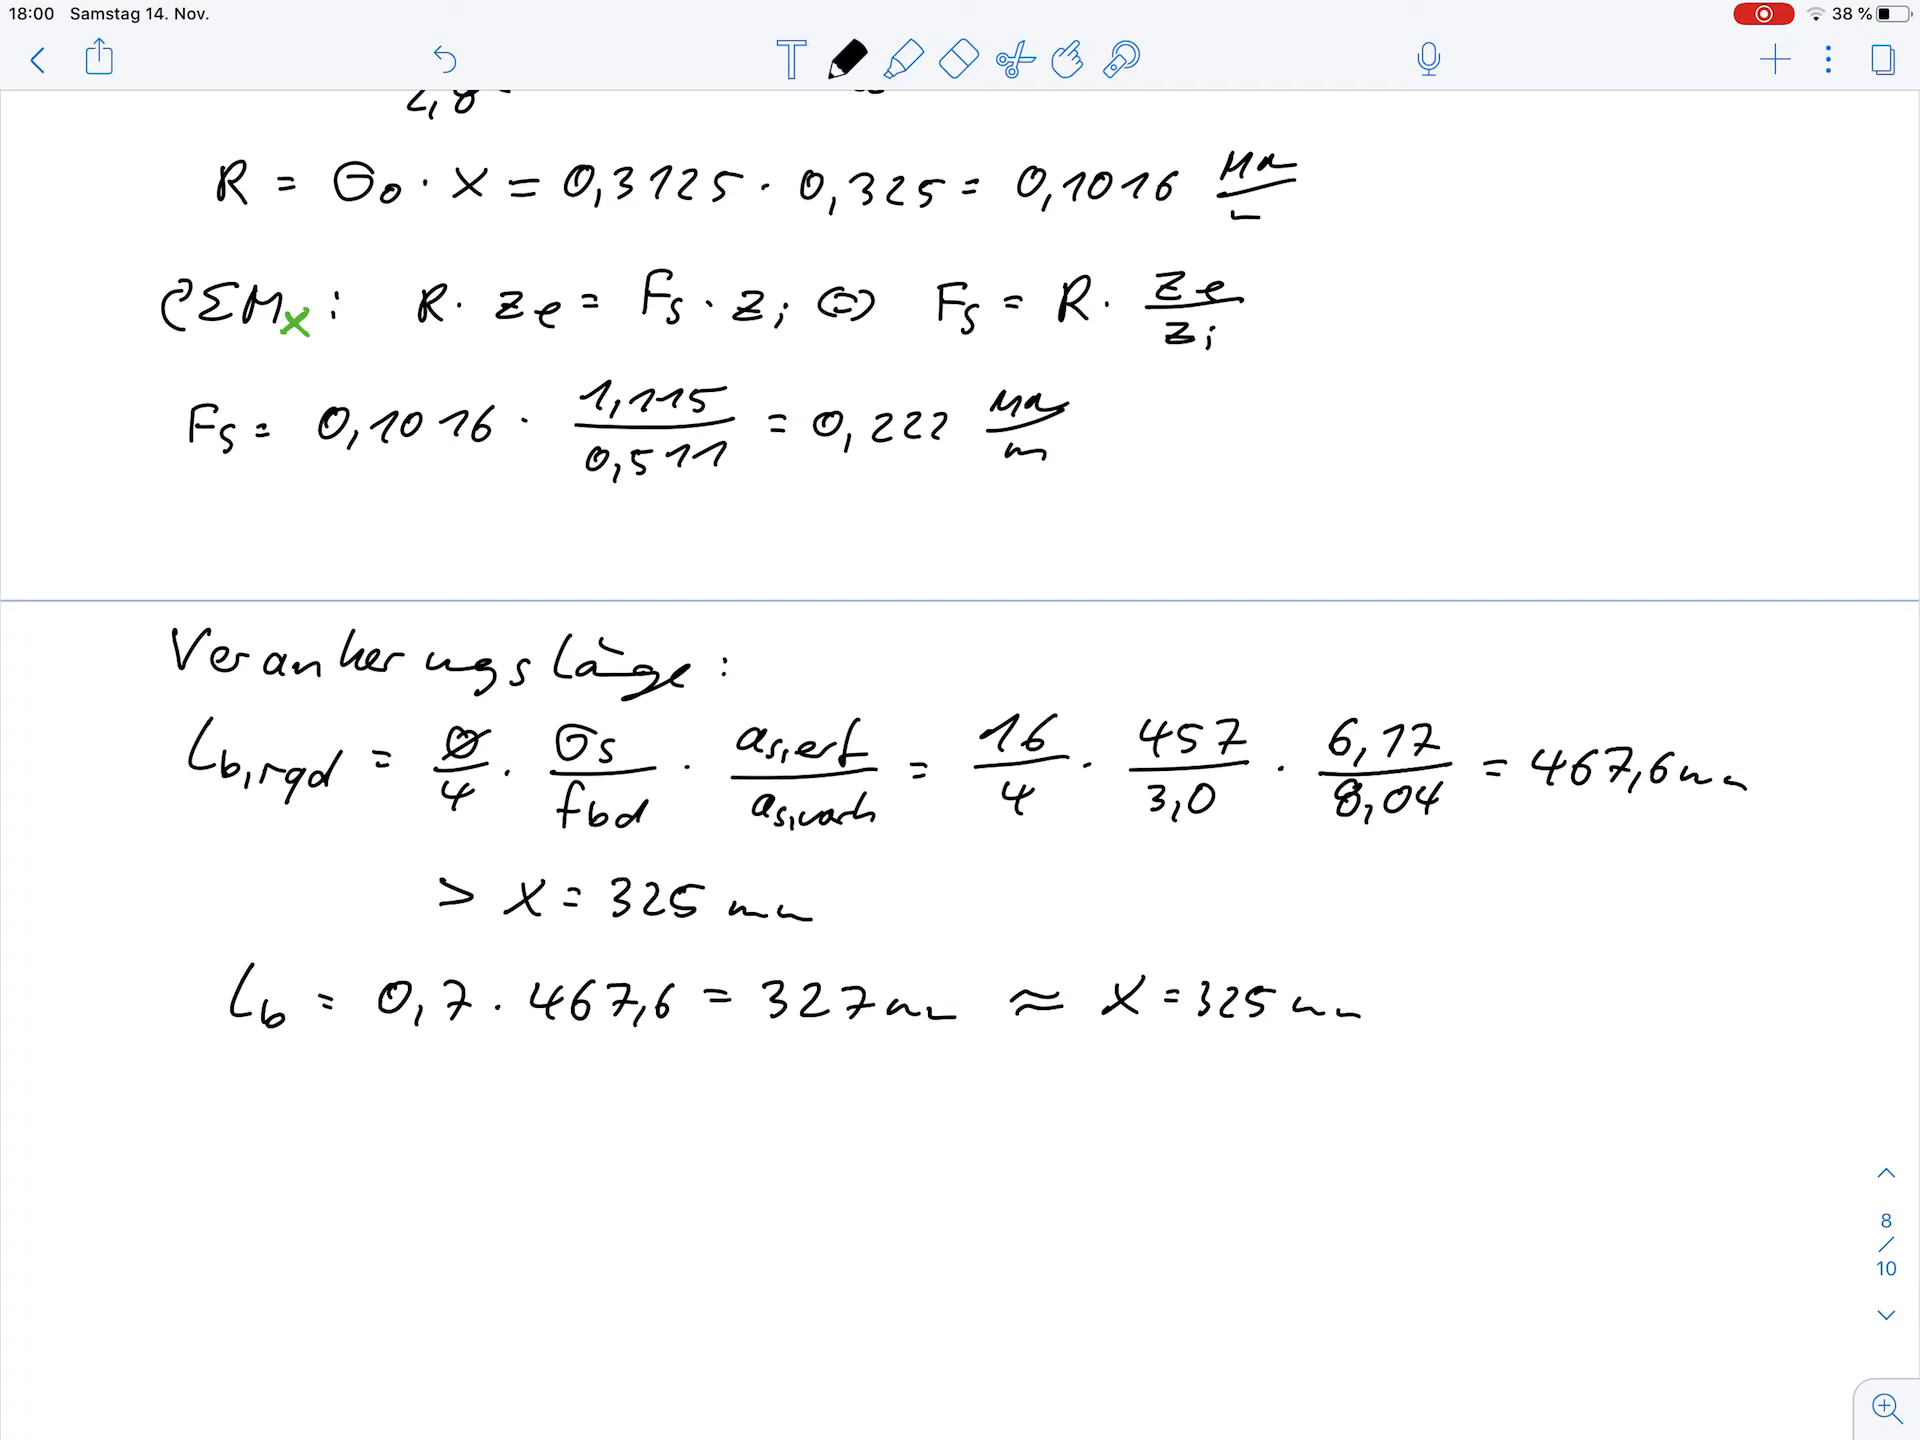 18:00 Samstag 14. Nov. 38 %
T
2,8
R = σ₀ · x = 0,3125 · 0,325 = 0,1016 MN/m
↻ΣMx: R · ze = Fs · zi ⇔ Fs = R · ze/zi
Fs = 0,1016 · 1,115/0,511 = 0,222 MN/m
Verankerungslänge:
Lb,rqd = ø/4 · σs/fbd · as,erf/as,vorh = 16/4 · 457/3,0 · 6,17/8,04 = 467,6 mm
> x = 325 mm
Lb = 0,7 · 467,6 = 327 mm ≈ x = 325 mm
8
/
10